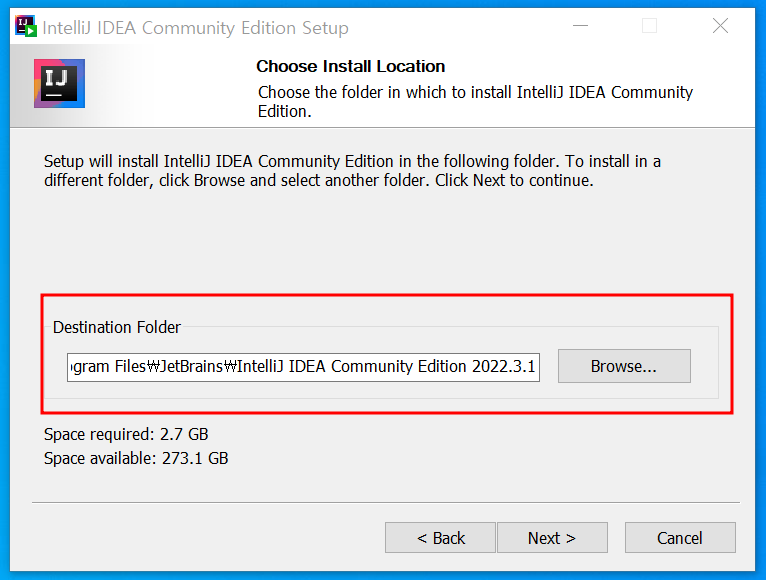 IntelliJ IDEA Community Edition Setup
IJ
Choose Install Location
Choose the folder in which to install IntelliJ IDEA Community
Edition.
Setup will install IntelliJ IDEA Community Edition in the following folder. To install in a
different folder, click Browse and select another folder. Click Next to continue.
Destination Folder
ogram Files₩JetBrains₩IntelliJ IDEA Community Edition 2022.3.1
Browse...
Space required: 2.7 GB
Space available: 273.1 GB
< Back
Next >
Cancel